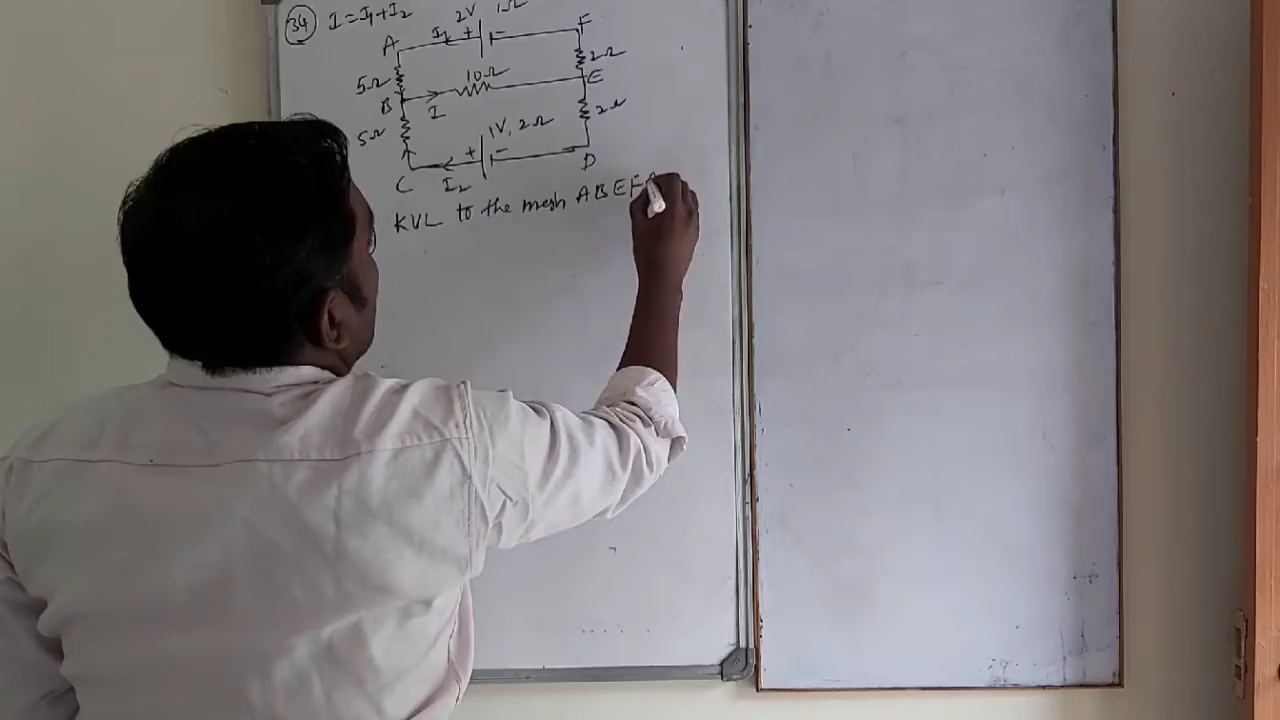 34 I = I1 + I2
2V 1Ω
A I1 + - F
5Ω 10Ω 2Ω
B I E
5Ω 1V, 2Ω 2Ω
+ -
C I2 D
KVL to the mesh ABEF